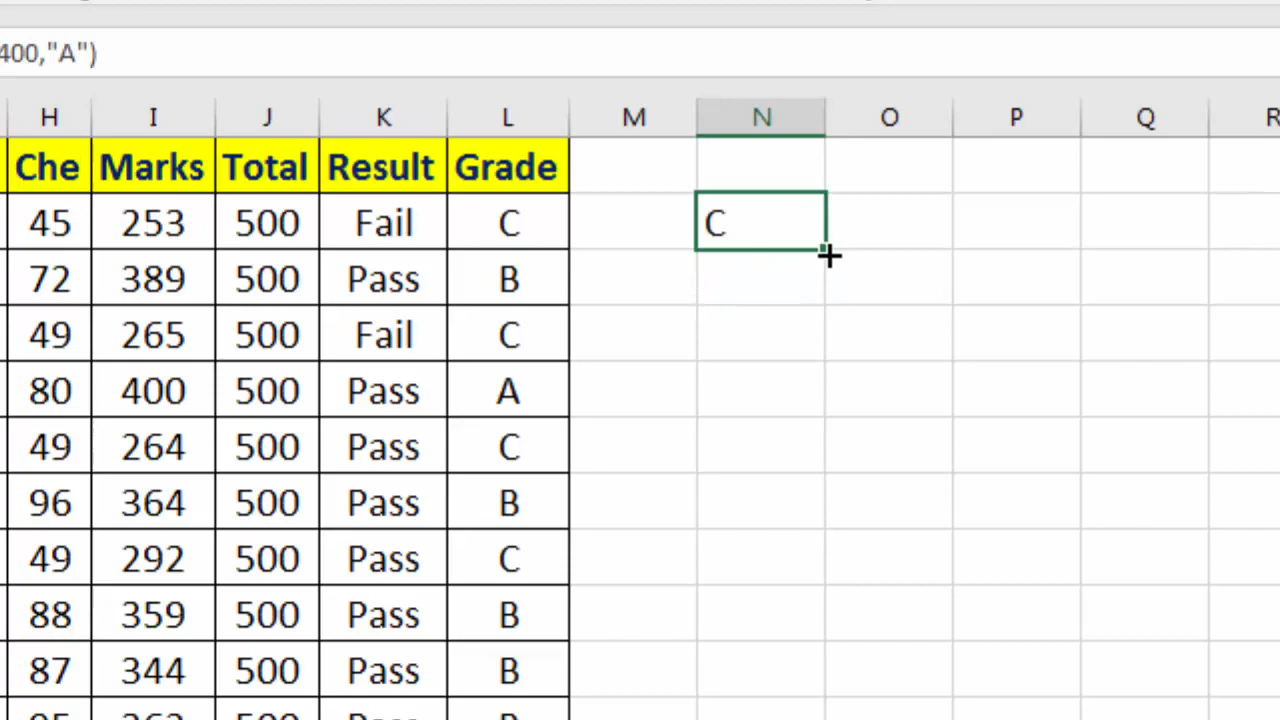 400,"A")
H I J K L M N O P Q R
Che Marks Total Result Grade
45 253 500 Fail C C
72 389 500 Pass B
49 265 500 Fail C
80 400 500 Pass A
49 264 500 Pass C
96 364 500 Pass B
49 292 500 Pass C
88 359 500 Pass B
87 344 500 Pass B
Pass